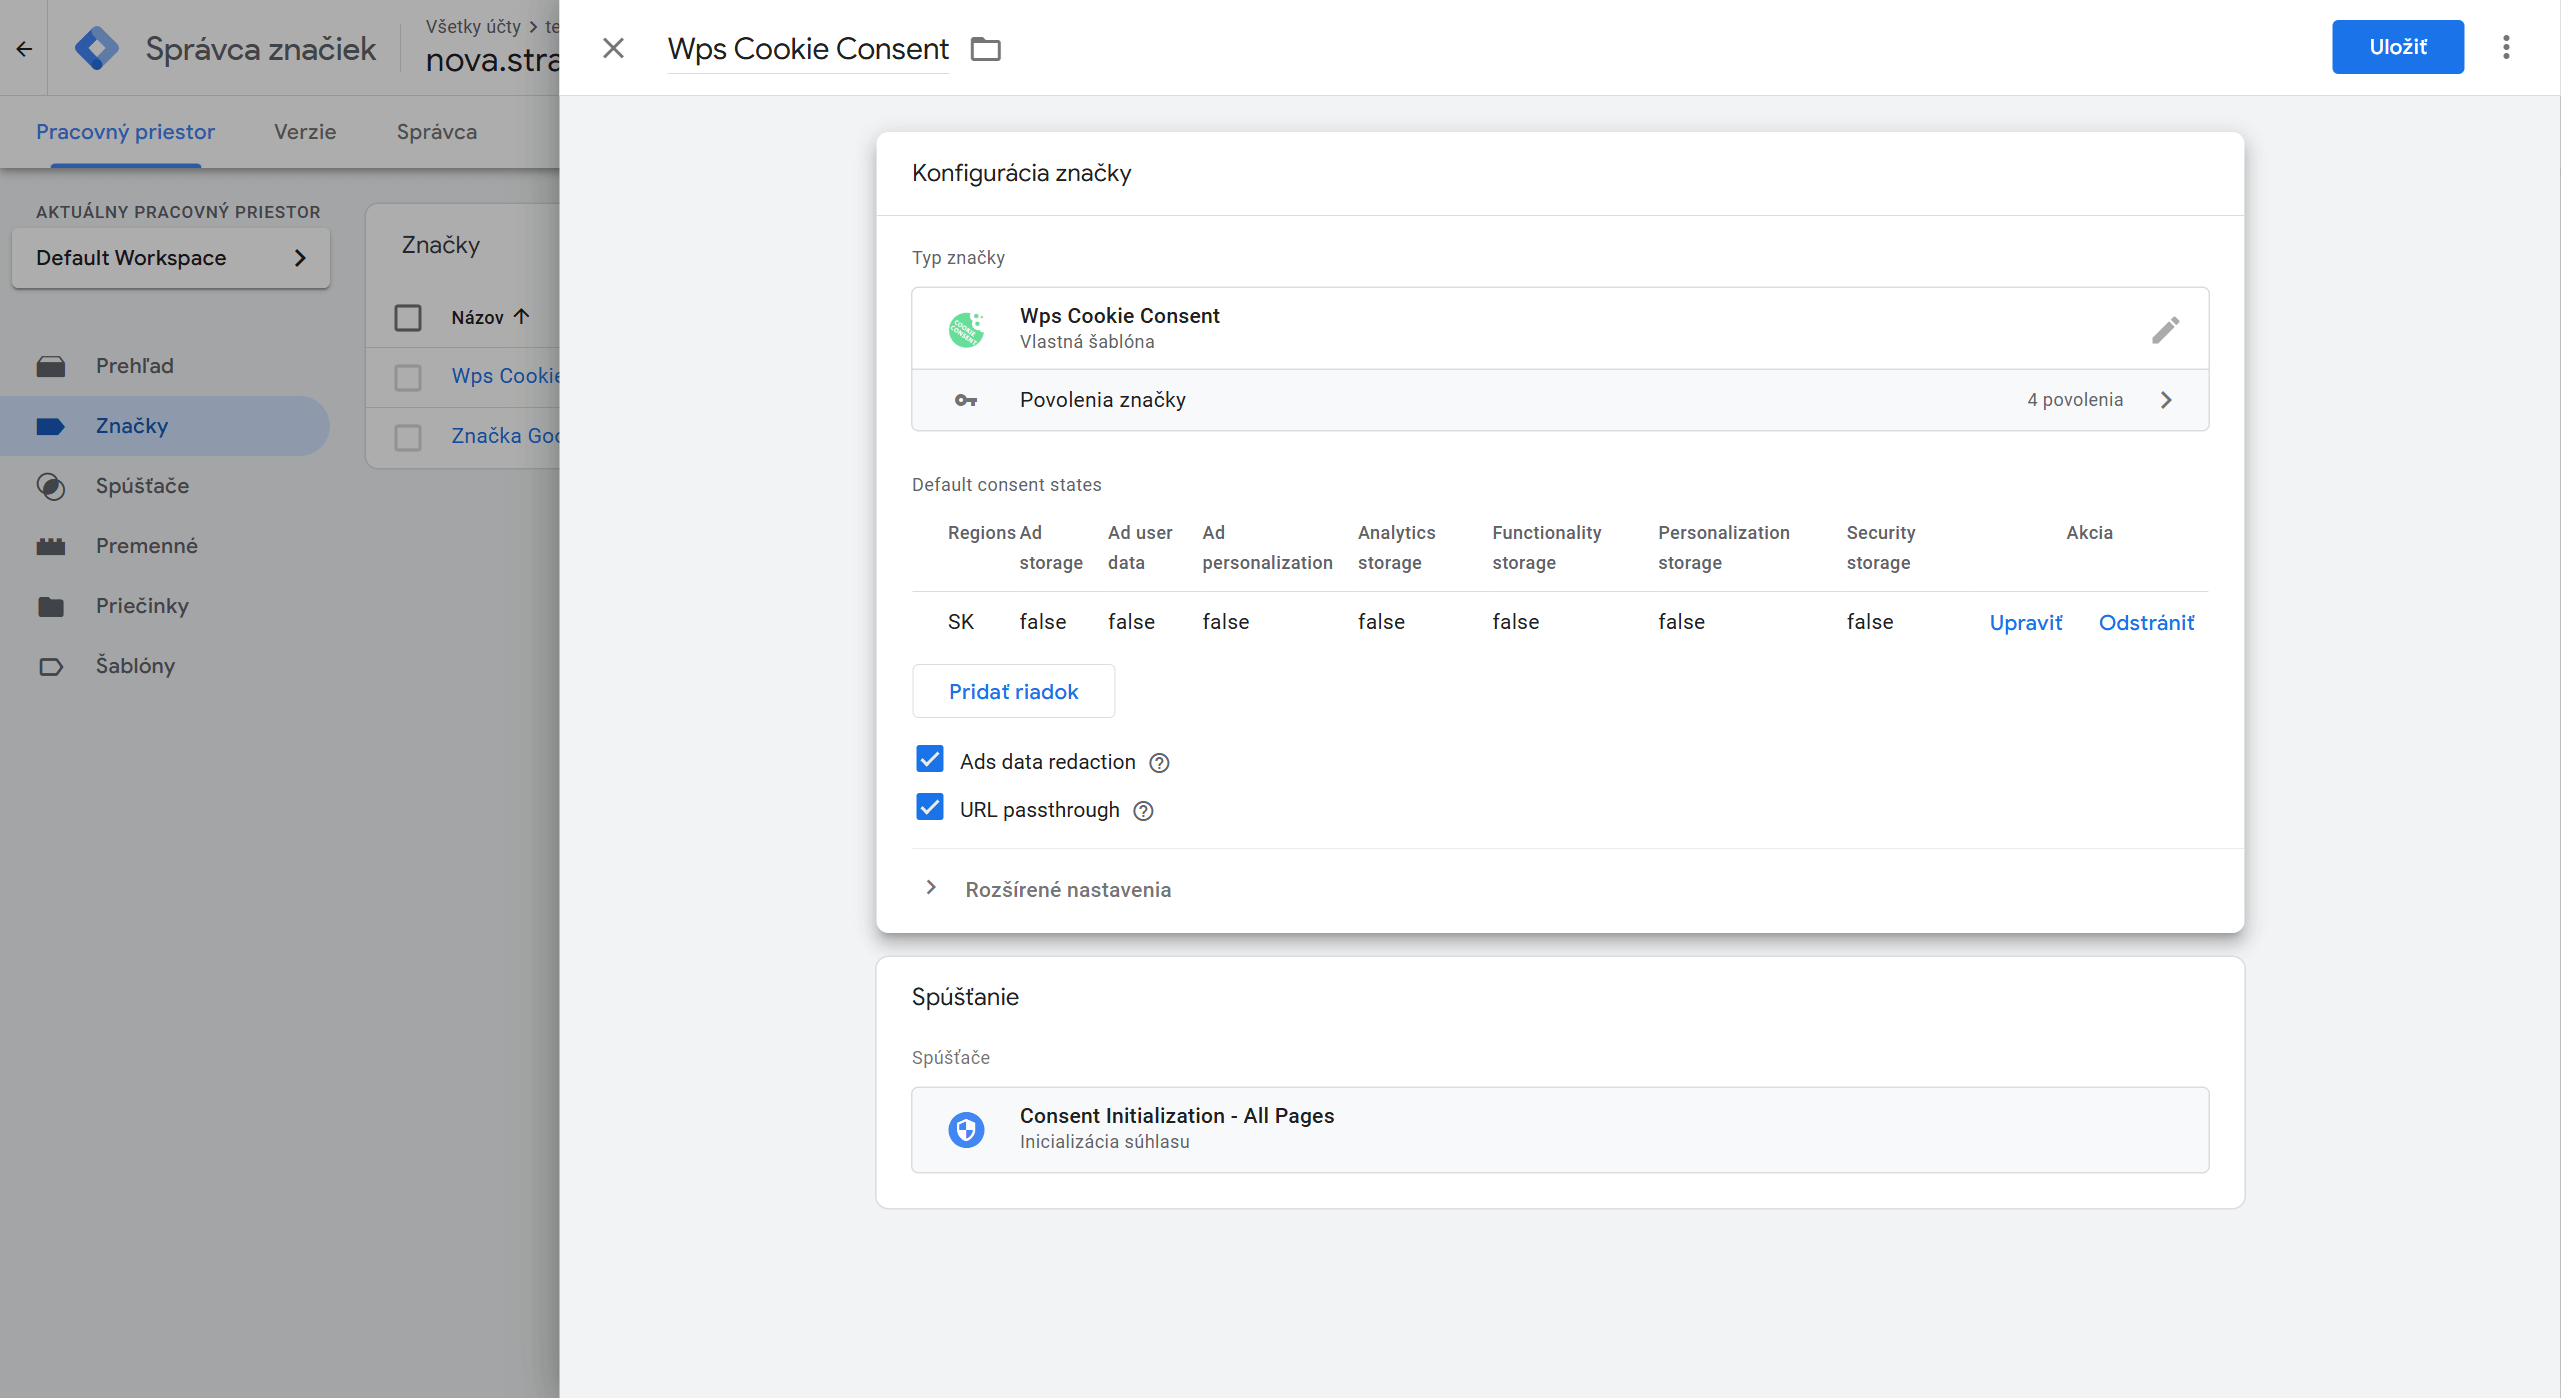 Správca značiek
Všetky účty > te
nova.stra
Wps Cookie Consent
Uložiť
Pracovný priestor
Verzie
Správca
AKTUÁLNY PRACOVNÝ PRIESTOR
Default Workspace
Prehľad
Značky
Spúšťače
Premenné
Priečinky
Šablóny
Značky
Názov
Wps Cookie
Značka Goo
Konfigurácia značky
Typ značky
Wps Cookie Consent
Vlastná šablóna
Povolenia značky
4 povolenia
Default consent states
Regions Ad storage Ad user data Ad personalization Analytics storage Functionality storage Personalization storage Security storage Akcia
SK false false false false false false false Upraviť Odstrániť
Pridať riadok
Ads data redaction
URL passthrough
Rozšírené nastavenia
Spúšťanie
Spúšťače
Consent Initialization - All Pages
Inicializácia súhlasu